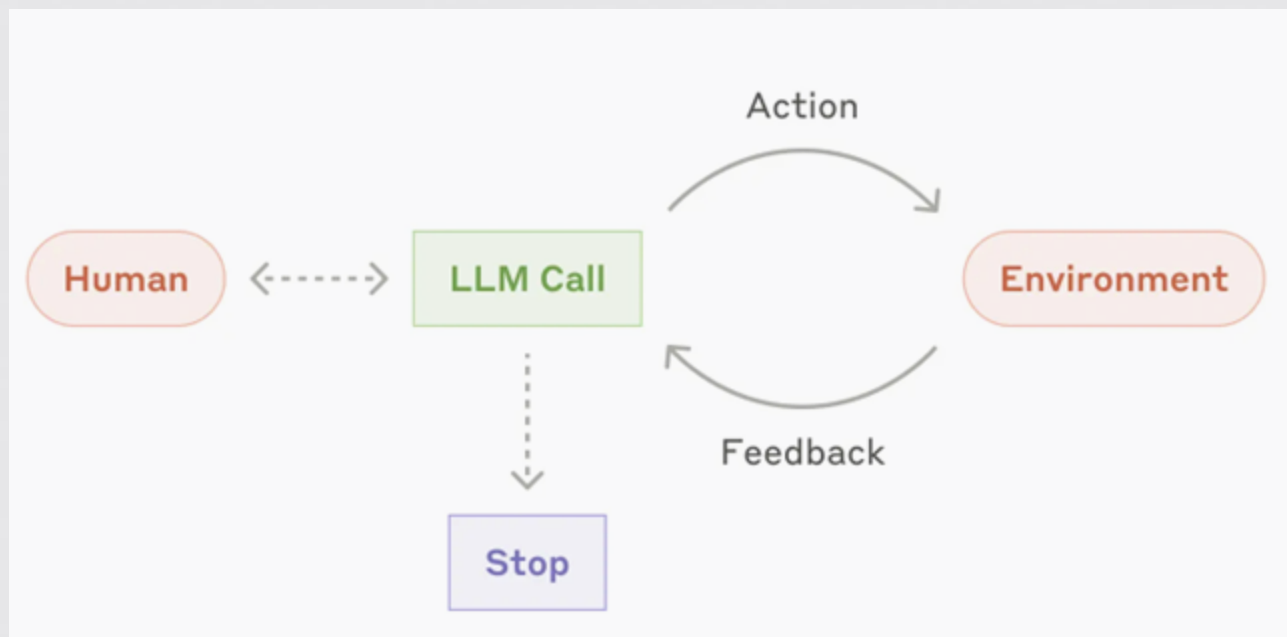 Action
Human
LLM Call
Environment
Feedback
Stop